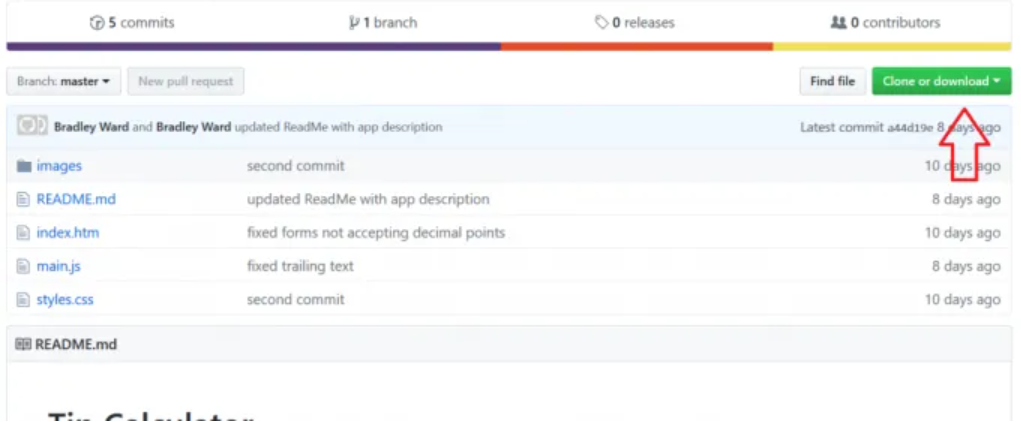 5 commits 1 branch 0 releases 0 contributors
Branch: master New pull request Find file Clone or download
Bradley Ward and Bradley Ward updated ReadMe with app description Latest commit a44d19e 8 days ago
images second commit 10 days ago
README.md updated ReadMe with app description 8 days ago
index.htm fixed forms not accepting decimal points 10 days ago
main.js fixed trailing text 8 days ago
styles.css second commit 10 days ago
README.md
Tip Calculator